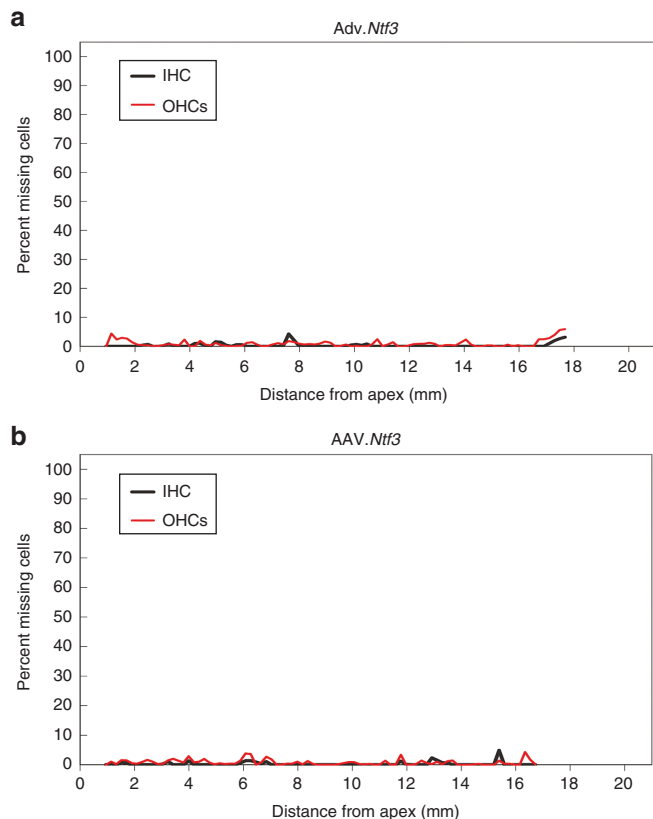 a
Adv.Ntf3
100
90
80
70
60
50
40
30
20
10
0
Percent missing cells
IHC
OHCs
0 2 4 6 8 10 12 14 16 18 20
Distance from apex (mm)
b
AAV.Ntf3
100
90
80
70
60
50
40
30
20
10
0
Percent missing cells
IHC
OHCs
0 2 4 6 8 10 12 14 16 18 20
Distance from apex (mm)